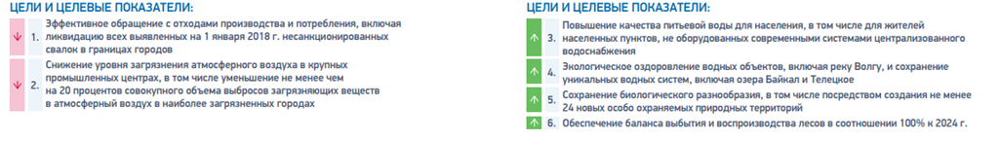 ЦЕЛИ И ЦЕЛЕВЫЕ ПОКАЗАТЕЛИ:
1. Эффективное обращение с отходами производства и потребления, включая
ликвидацию всех выявленных на 1 января 2018 г. несанкционированных
свалок в границах городов
2. Снижение уровня загрязнения атмосферного воздуха в крупных
промышленных центрах, в том числе уменьшение не менее чем
на 20 процентов совокупного объема выбросов загрязняющих веществ
в атмосферный воздух в наиболее загрязненных городах
ЦЕЛИ И ЦЕЛЕВЫЕ ПОКАЗАТЕЛИ:
3. Повышение качества питьевой воды для населения, в том числе для жителей
населенных пунктов, не оборудованных современными системами централизованного
водоснабжения
4. Экологическое оздоровление водных объектов, включая реку Волгу, и сохранение
уникальных водных систем, включая озера Байкал и Телецкое
5. Сохранение биологического разнообразия, в том числе посредством создания не менее
24 новых особо охраняемых природных территорий
6. Обеспечение баланса выбытия и воспроизводства лесов в соотношении 100% к 2024 г.